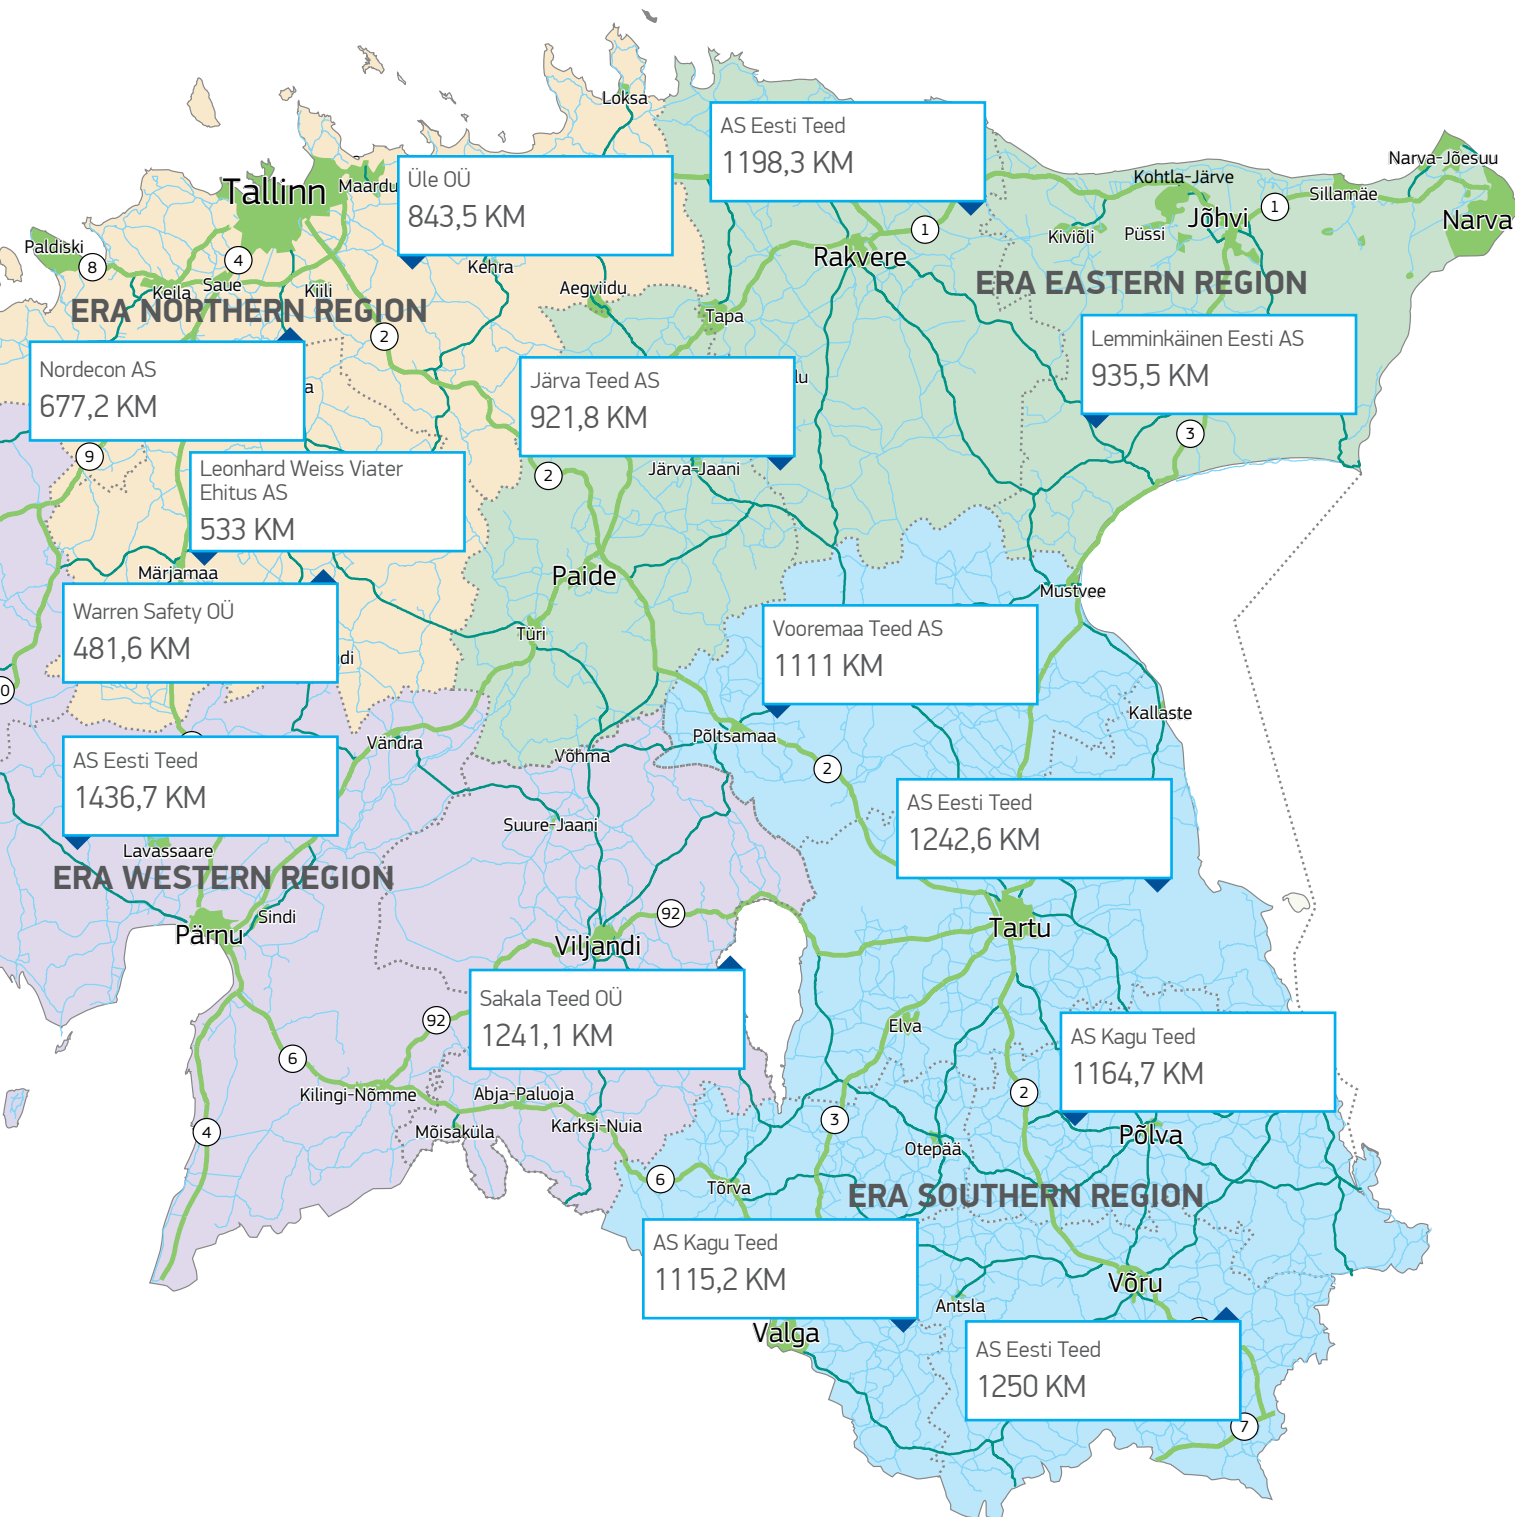 Loksa
AS Eesti Teed
1198,3 KM
Narva-Jõesuu
Tallinn
Maardu
Üle OÜ
843,5 KM
Kohtla-Järve
Sillamäe
1
Jõhvi
Narva
Paldiski
8
4
Kehra
Rakvere
1
Kiviõli
Püssi
Keila
Saue
Kiili
Aegviidu
ERA NORTHERN REGION
ERA EASTERN REGION
Tapa
2
Nordecon AS
677,2 KM
a
Järva Teed AS
921,8 KM
lu
Lemminkäinen Eesti AS
935,5 KM
3
9
Leonhard Weiss Viater
Ehitus AS
533 KM
2
Järva-Jaani
Märjamaa
Paide
Mustvee
Warren Safety OÜ
481,6 KM
di
Türi
Vooremaa Teed AS
1111 KM
0
Kallaste
Vändra
Võhma
Põltsamaa
2
AS Eesti Teed
1436,7 KM
Suure-Jaani
AS Eesti Teed
1242,6 KM
Lavassaare
ERA WESTERN REGION
Sindi
Pärnu
92
Viljandi
Tartu
Sakala Teed OÜ
1241,1 KM
92
Elva
AS Kagu Teed
1164,7 KM
6
Kilingi-Nõmme
Abja-Paluoja
2
4
Mõisaküla
Karksi-Nuia
3
Otepää
Põlva
6
Tõrva
ERA SOUTHERN REGION
AS Kagu Teed
1115,2 KM
Võru
Antsla
Valga
AS Eesti Teed
1250 KM
7